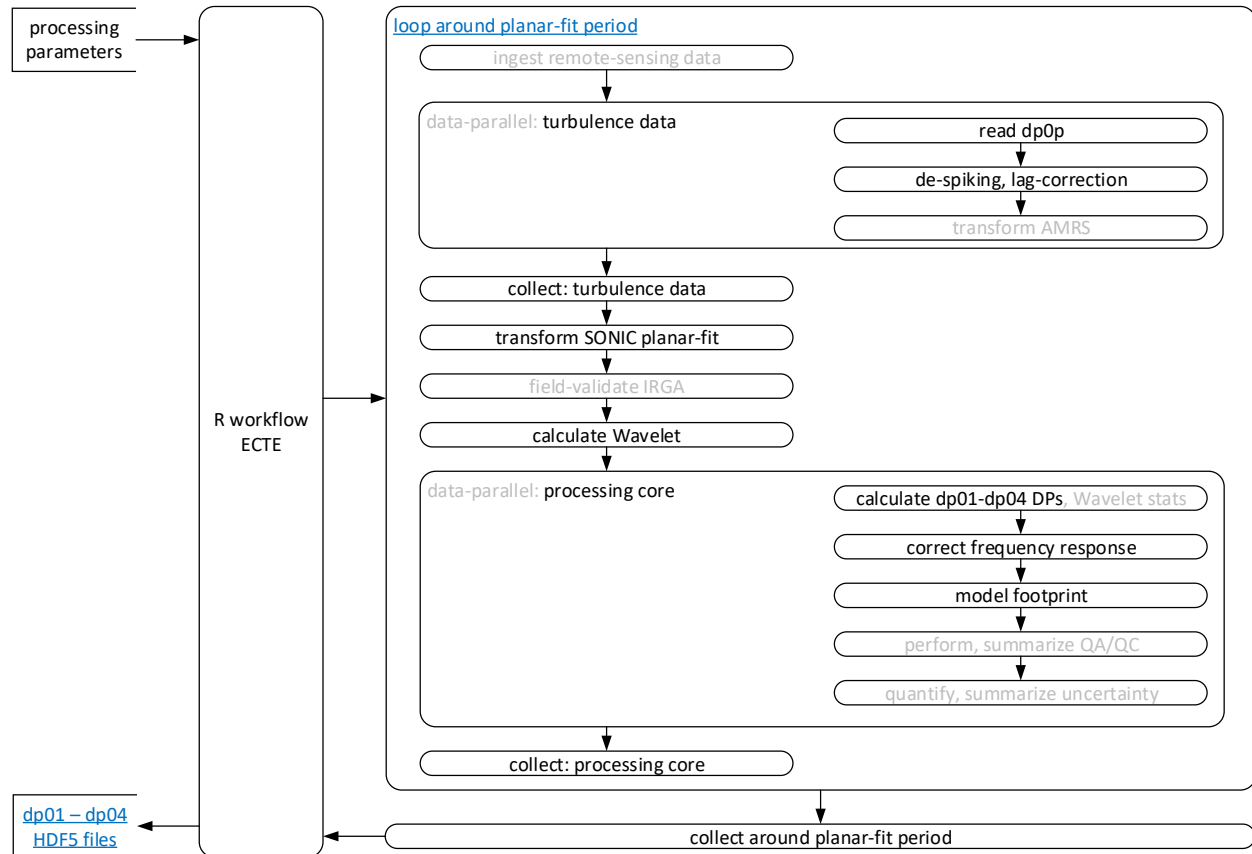 processing
parameters
R workflow
ECTE
loop around planar-fit period
ingest remote-sensing data
data-parallel: turbulence data
read dp0p
de-spiking, lag-correction
transform AMRS
collect: turbulence data
transform SONIC planar-fit
field-validate IRGA
calculate Wavelet
data-parallel: processing core
calculate dp01-dp04 DPs, Wavelet stats
correct frequency response
model footprint
perform, summarize QA/QC
quantify, summarize uncertainty
collect: processing core
collect around planar-fit period
dp01 – dp04
HDF5 files